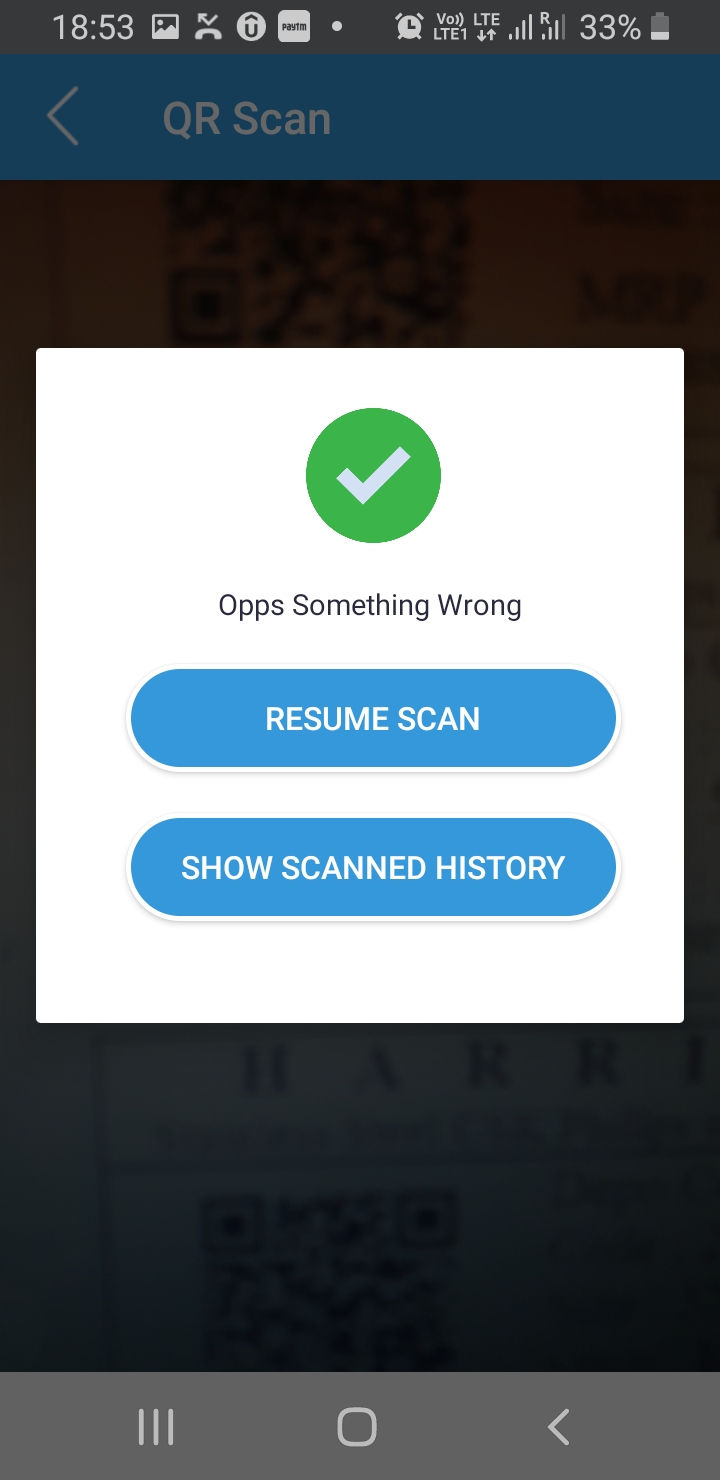 18:53 paytm Vo)) LTE 33%
LTE1 R
QR Scan
MRP
Opps Something Wrong
RESUME SCAN
SHOW SCANNED HISTORY
H A R R I